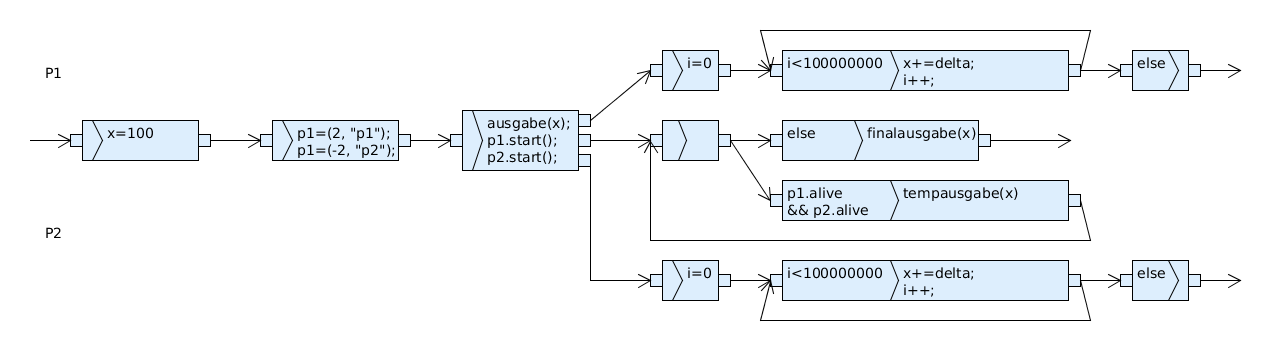 P1
i=0
i<100000000
x+=delta;
i++;
else
x=100
p1=(2, "p1");
p1=(-2, "p2");
ausgabe(x);
p1.start();
p2.start();
else
finalausgabe(x)
p1.alive
&& p2.alive
tempausgabe(x)
P2
i=0
i<100000000
x+=delta;
i++;
else